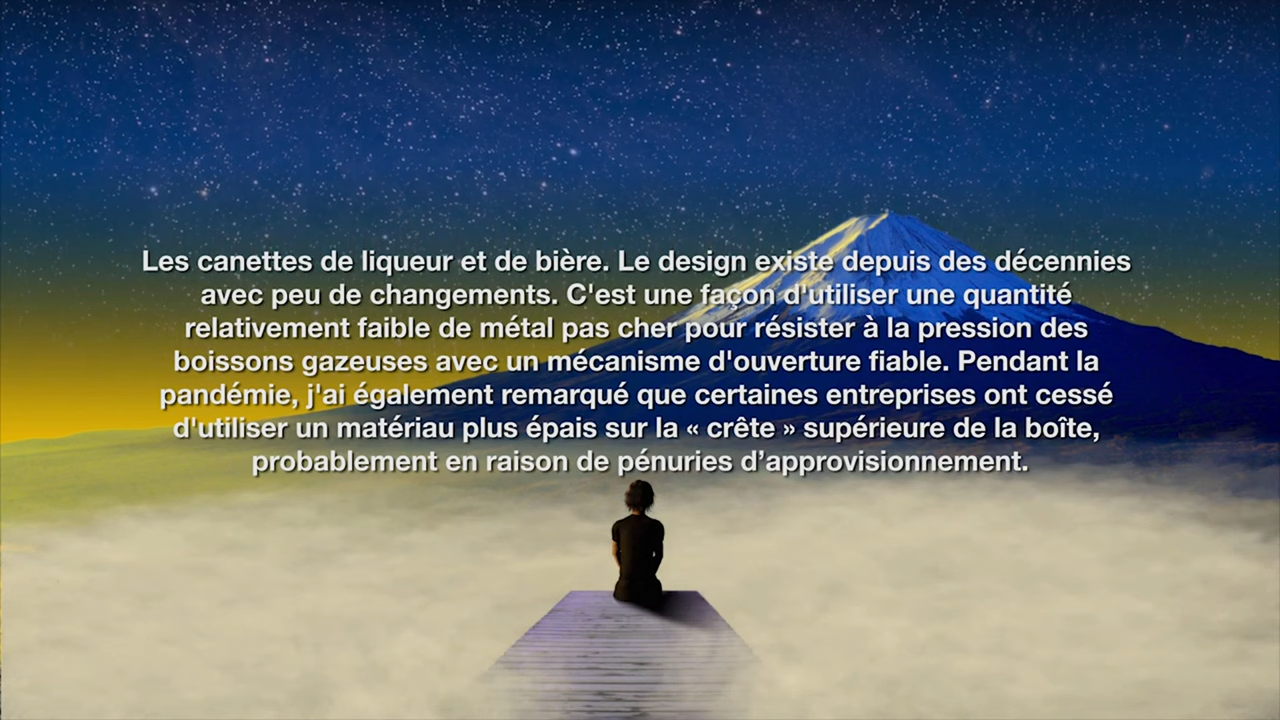 Les canettes de liqueur et de bière. Le design existe depuis des décennies
avec peu de changements. C'est une façon d'utiliser une quantité
relativement faible de métal pas cher pour résister à la pression des
boissons gazeuses avec un mécanisme d'ouverture fiable. Pendant la
pandémie, j'ai également remarqué que certaines entreprises ont cessé
d'utiliser un matériau plus épais sur la « crête » supérieure de la boîte,
probablement en raison de pénuries d’approvisionnement.